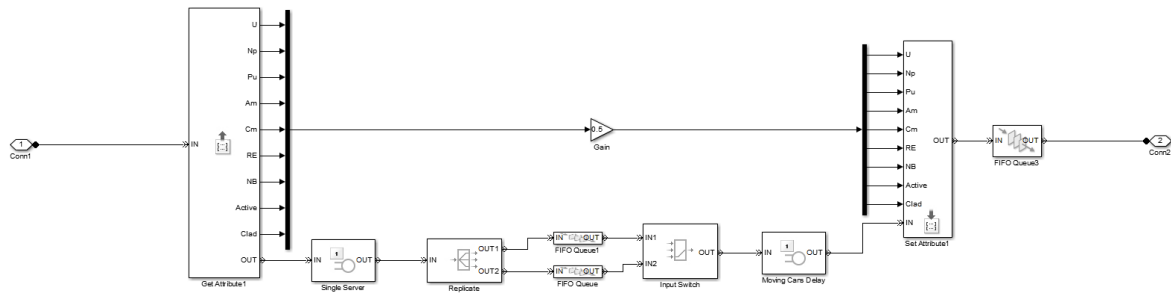 U
Np
Pu
Am
Cm
RE
NB
Active
Clad
IN
OUT
Get Attribute1
1
Conn1
0.5
Gain
U
Np
Pu
Am
Cm
RE
NB
Active
Clad
IN
OUT
Set Attribute1
IN OUT
FIFO Queue3
2
Conn2
1
IN OUT
Single Server
IN
OUT1
OUT2
Replicate
IN OUT
FIFO Queue1
IN OUT
FIFO Queue
IN1
IN2
OUT
Input Switch
1
IN OUT
Moving Cans Delay